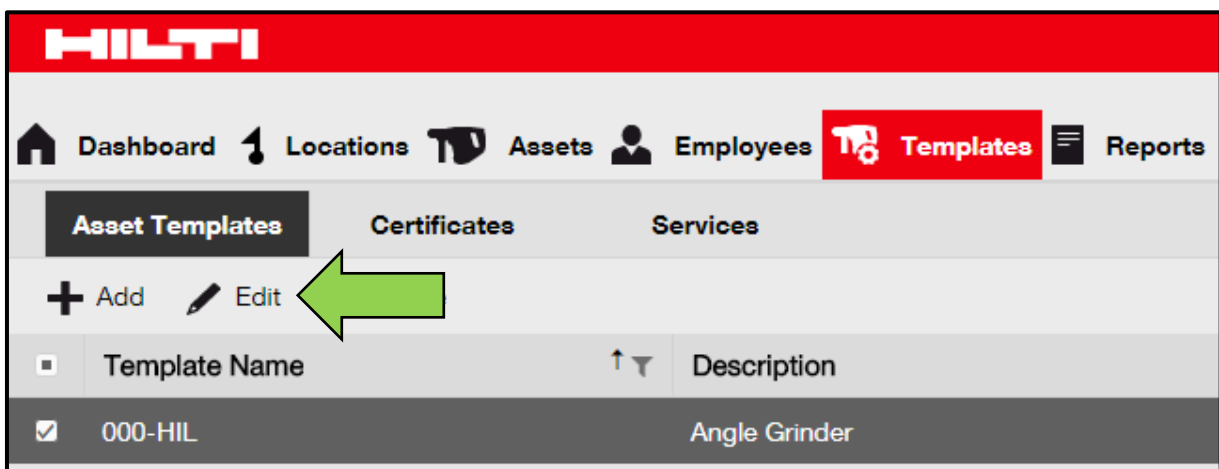 HILTI
Dashboard Locations Assets Employees Templates Reports
Asset Templates Certificates Services
Add Edit
Template Name Description
000-HIL Angle Grinder